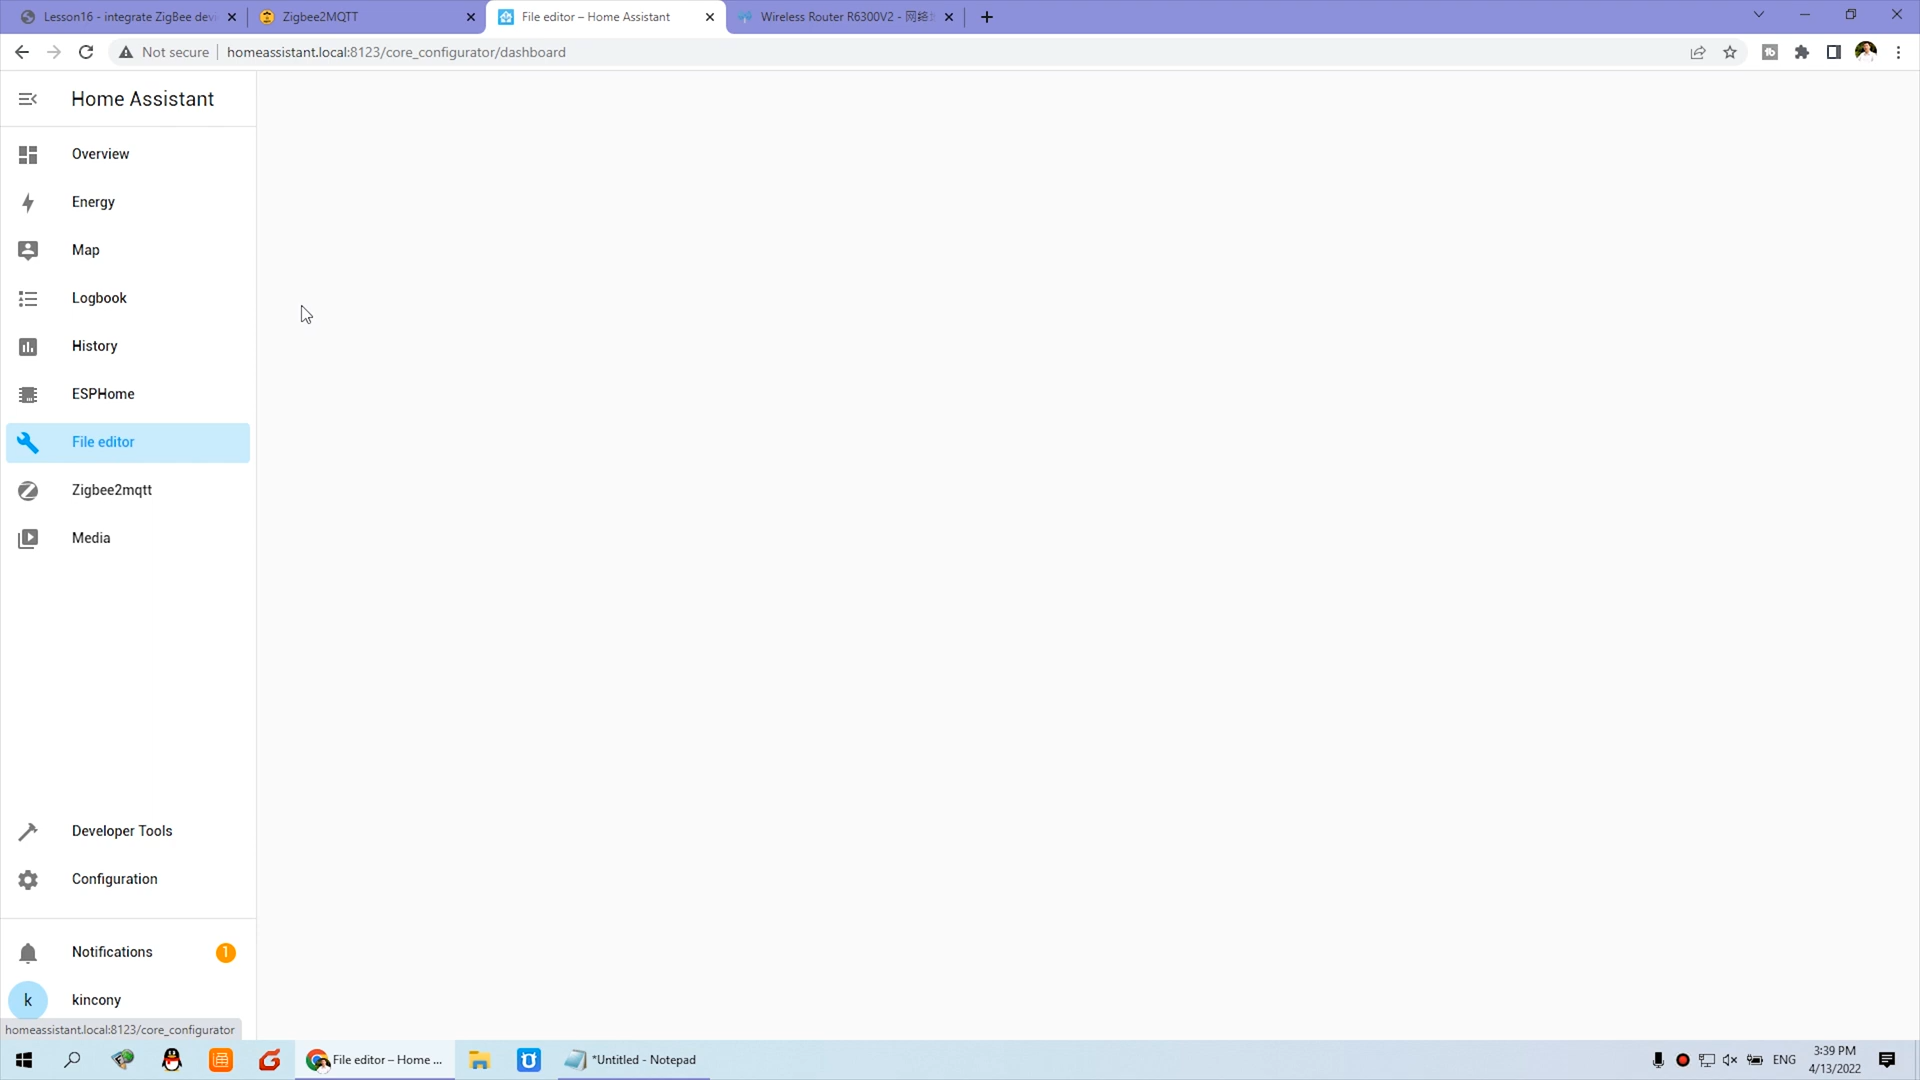 Lesson16 - integrate ZigBee dev
Zigbee2MQTT
File editor – Home Assistant
Wireless Router R6300V2 - 网络
Not secure
homeassistant.local:8123/core_configurator/dashboard
Home Assistant
Overview
Energy
Map
Logbook
History
ESPHome
File editor
Zigbee2mqtt
Media
Developer Tools
Configuration
Notifications
1
k
kincony
homeassistant.local:8123/core_configurator
File editor – Home ...
*Untitled - Notepad
ENG
3:39 PM
4/13/2022